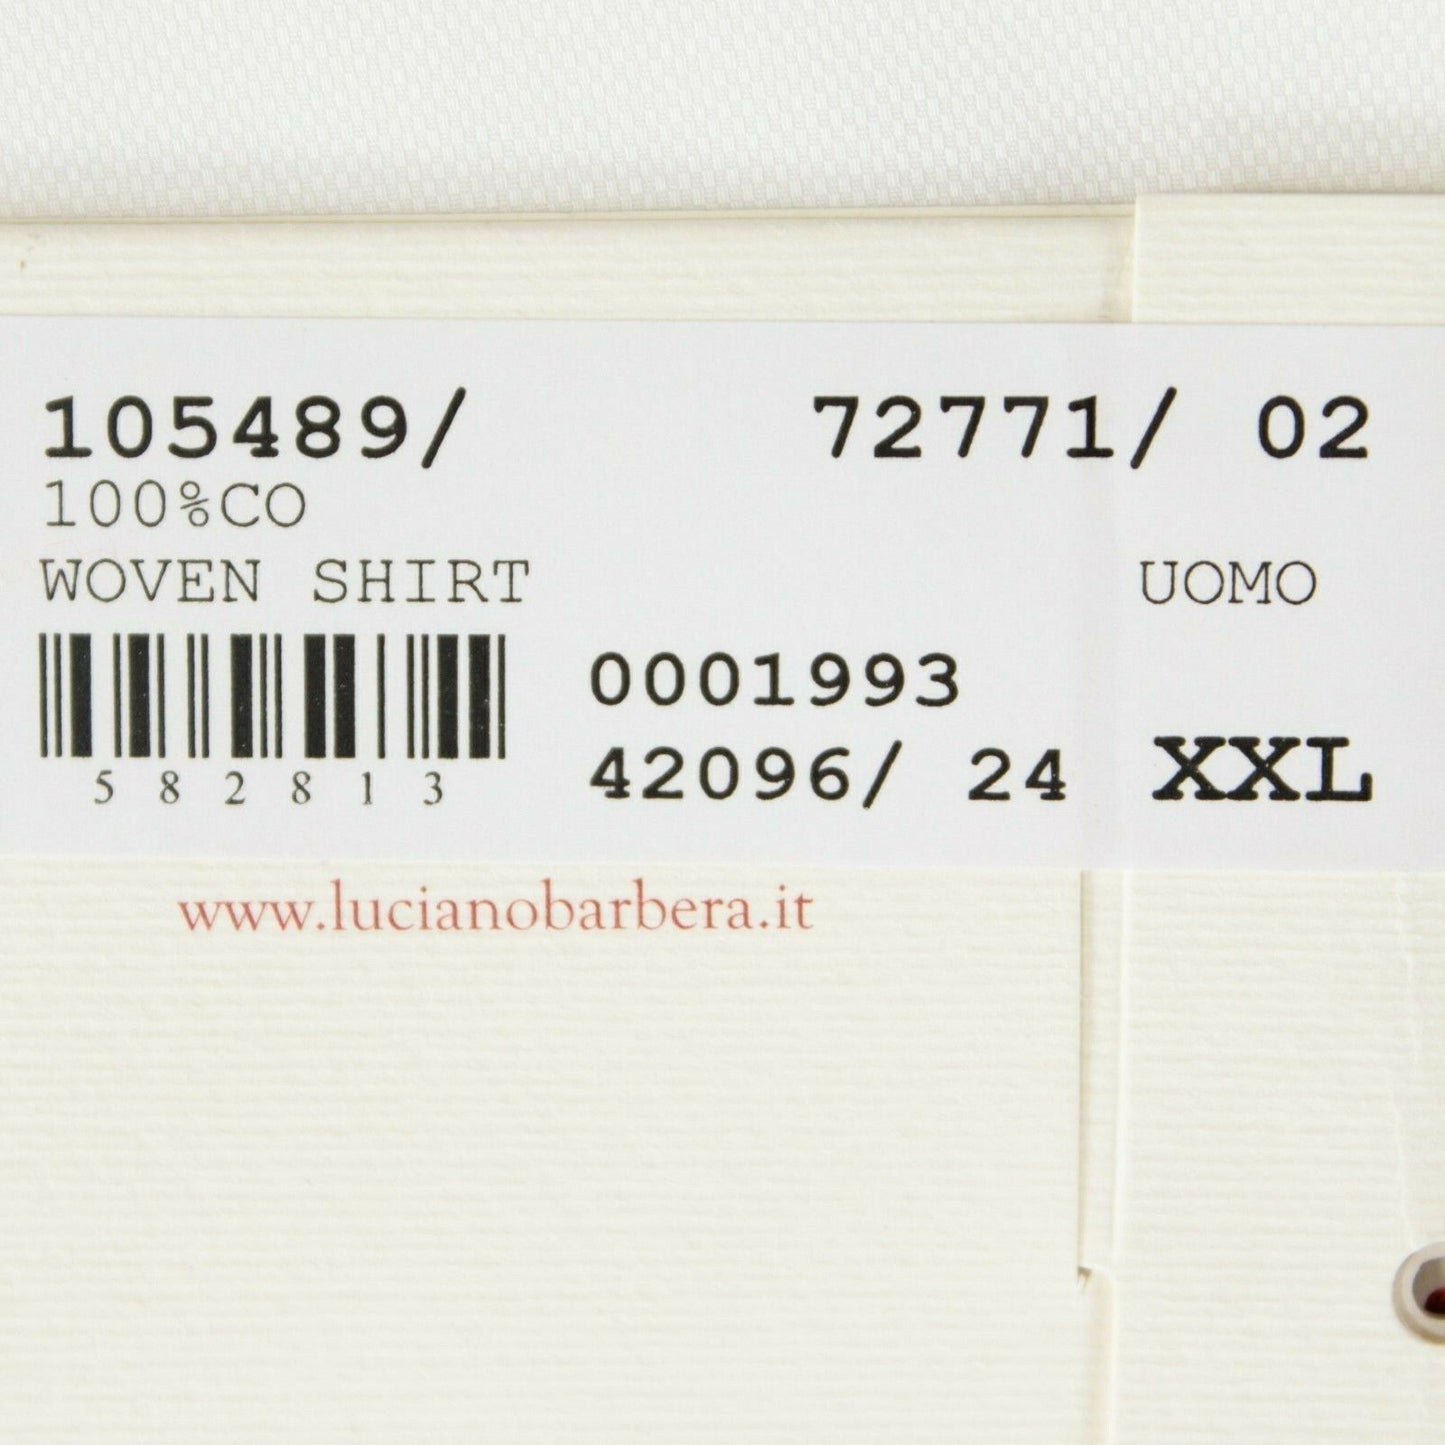 105489/ 72771/ 02
100%CO
WOVEN SHIRT UOMO
0001993
582813 42096/ 24 XXL
www.lucianobarbera.it